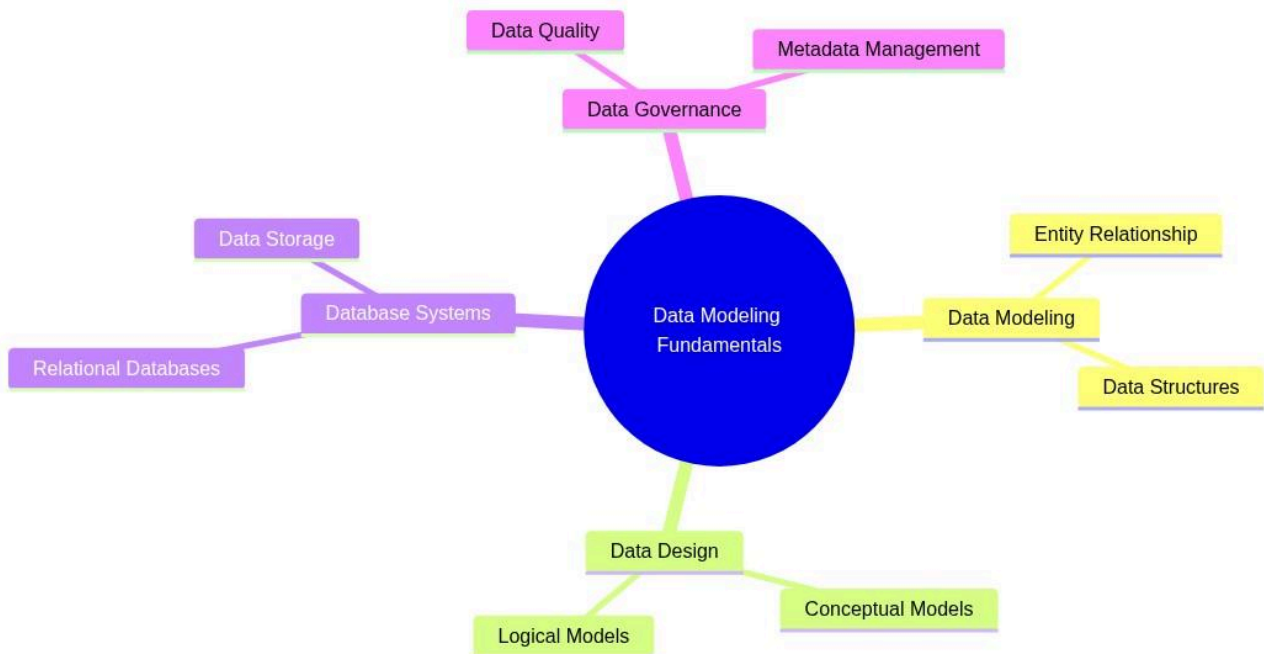 Data Quality
Metadata Management
Data Governance
Data Storage
Entity Relationship
Database Systems
Data Modeling
Fundamentals
Data Modeling
Relational Databases
Data Structures
Data Design
Conceptual Models
Logical Models